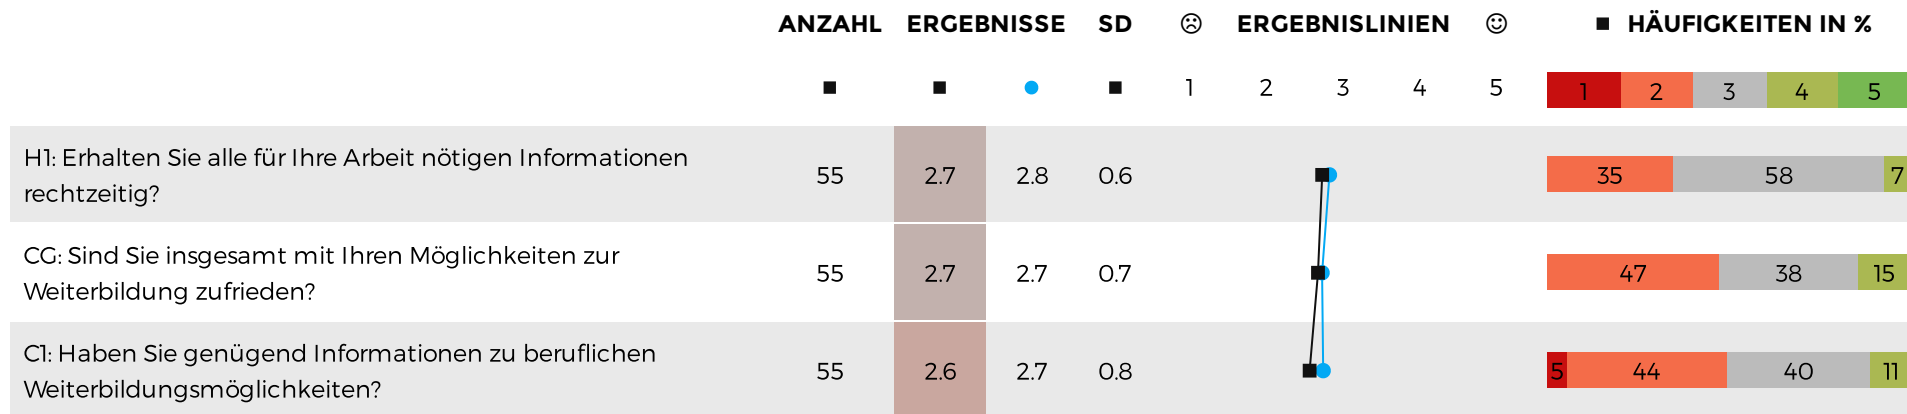 ANZAHL ERGEBNISSE SD ☹ ERGEBNISLINIEN ☺ ■ HÄUFIGKEITEN IN %
■ ■ ● ■ 1 2 3 4 5 1 2 3 4 5
H1: Erhalten Sie alle für Ihre Arbeit nötigen Informationen
rechtzeitig?
55 2.7 2.8 0.6 35 58 7
CG: Sind Sie insgesamt mit Ihren Möglichkeiten zur
Weiterbildung zufrieden?
55 2.7 2.7 0.7 47 38 15
C1: Haben Sie genügend Informationen zu beruflichen
Weiterbildungsmöglichkeiten?
55 2.6 2.7 0.8 5 44 40 11